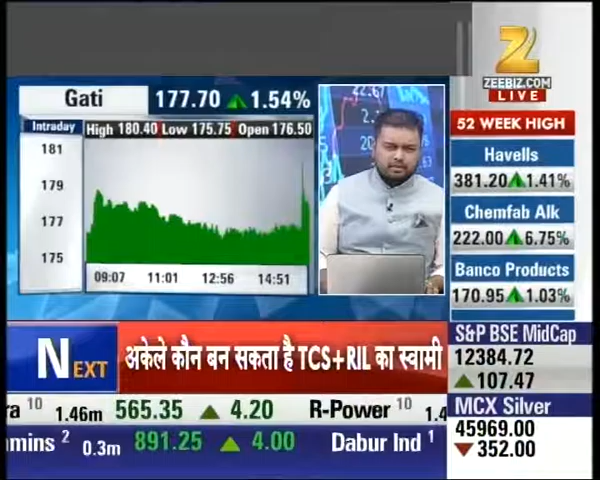 Gati 177.70 1.54%
Intraday High 180.40 Low 175.75 Open 176.50
181
179
177
175
09:07 11:01 12:56 14:51
22.67
Z
ZEEBIZ.COM
LIVE
52 WEEK HIGH
Havells
381.20 1.41%
Chemfab Alk
222.00 6.75%
Banco Products
170.95 1.03%
S&P BSE MidCap
12384.72
107.47
MCX Silver
45969.00
352.00
NEXT अकेले कौन बन सकता है TCS+RIL का स्वामी
ra 10 1.46m 565.35 4.20 R-Power 10 1.4
mins 2 0.3m 891.25 4.00 Dabur Ind 1